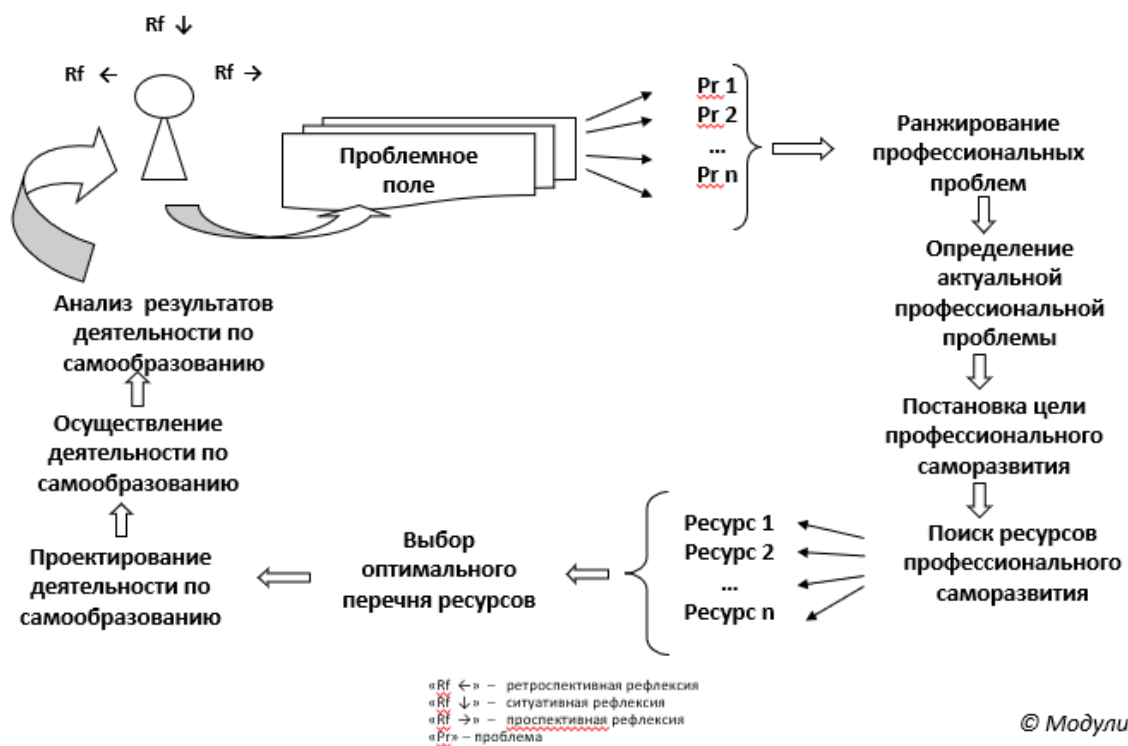 Rf ↓
Rf ←
Rf →
Проблемное
поле
Pr 1
Pr 2
...
Pr n
Ранжирование
профессиональных
проблем
Определение
актуальной
профессиональной
проблемы
Постановка цели
профессионального
саморазвития
Поиск ресурсов
профессионального
саморазвития
Ресурс 1
Ресурс 2
...
Ресурс n
Выбор
оптимального
перечня ресурсов
Проектирование
деятельности по
самообразованию
Осуществление
деятельности по
самообразованию
Анализ результатов
деятельности по
самообразованию
«Rf ←» – ретроспективная рефлексия
«Rf ↓» – ситуативная рефлексия
«Rf →» – проспективная рефлексия
«Pr» – проблема
© Модули